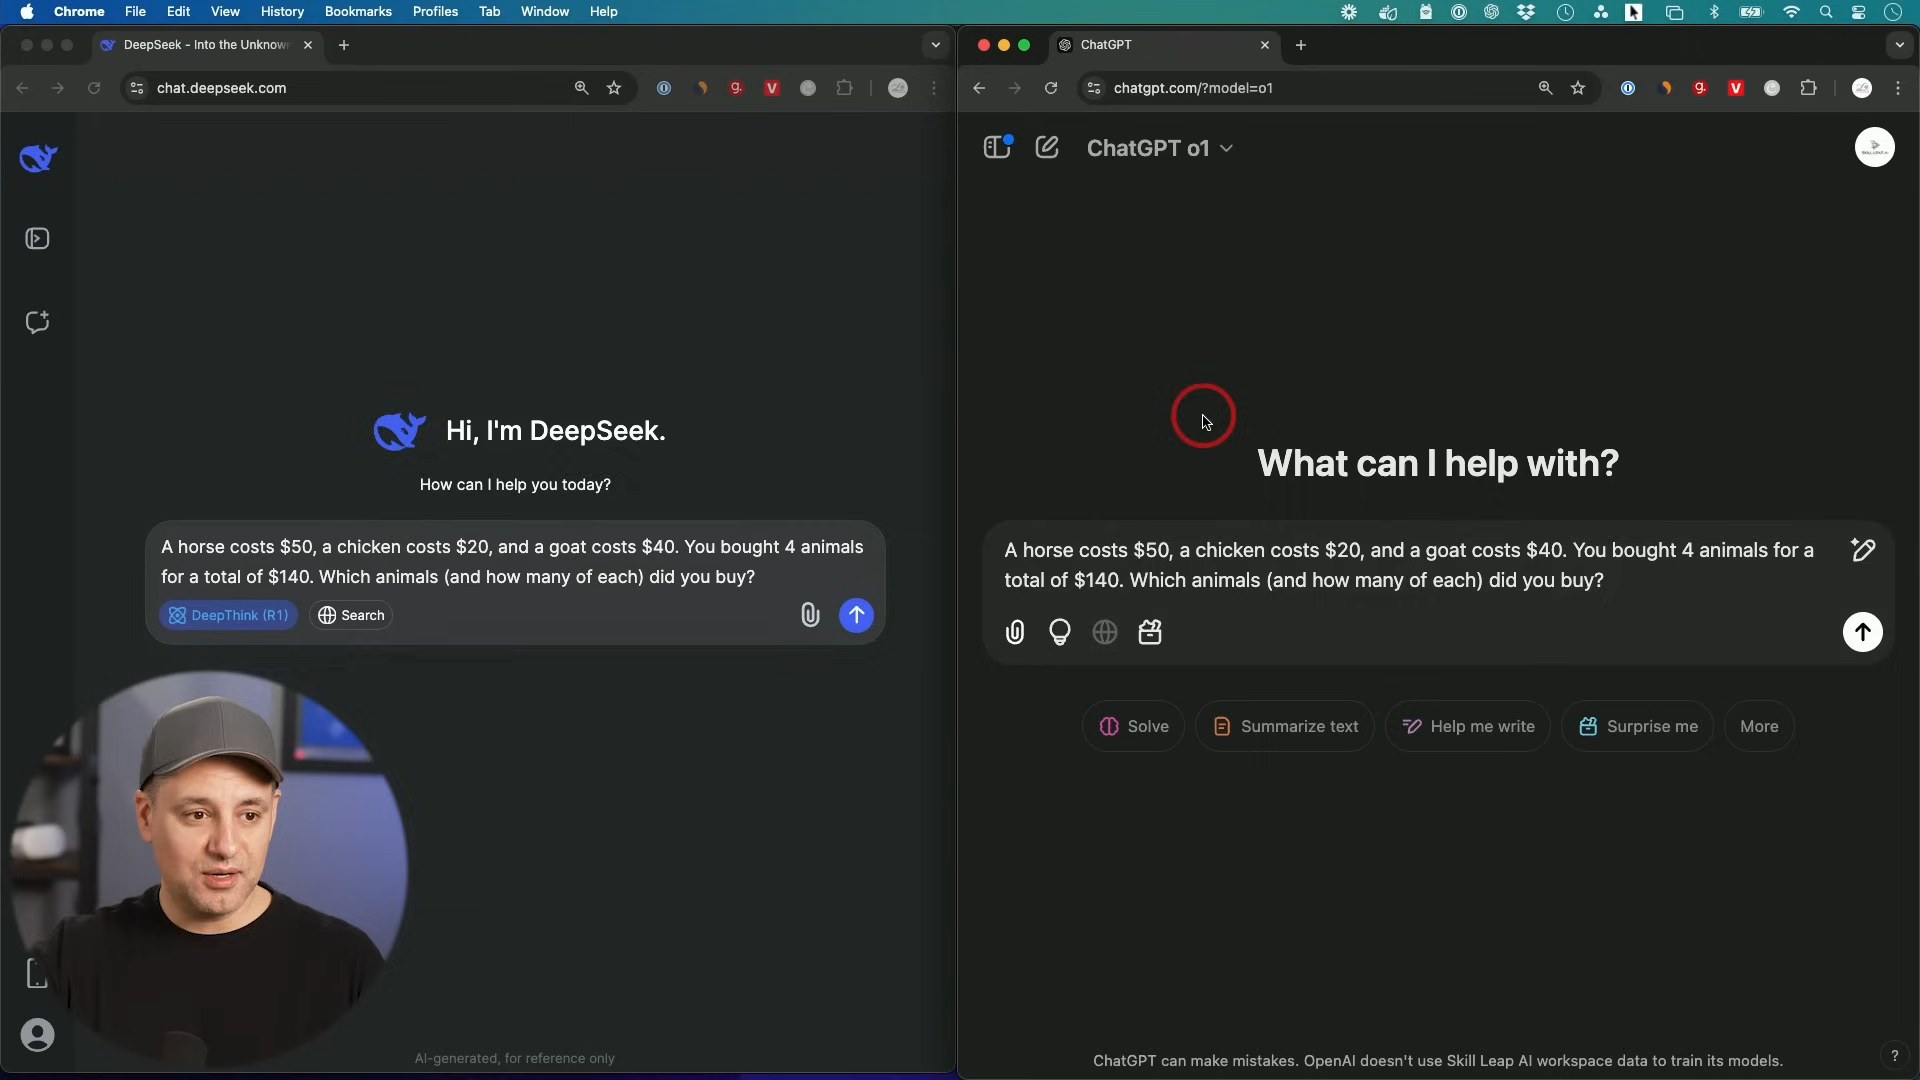 Chrome File Edit View History Bookmarks Profiles Tab Window Help
DeepSeek - Into the Unknown
chat.deepseek.com
Hi, I'm DeepSeek.
How can I help you today?
A horse costs $50, a chicken costs $20, and a goat costs $40. You bought 4 animals
for a total of $140. Which animals (and how many of each) did you buy?
DeepThink (R1) Search
AI-generated, for reference only
ChatGPT
chatgpt.com/?model=o1
ChatGPT o1
What can I help with?
A horse costs $50, a chicken costs $20, and a goat costs $40. You bought 4 animals for a
total of $140. Which animals (and how many of each) did you buy?
Solve Summarize text Help me write Surprise me More
ChatGPT can make mistakes. OpenAI doesn't use Skill Leap AI workspace data to train its models.
?